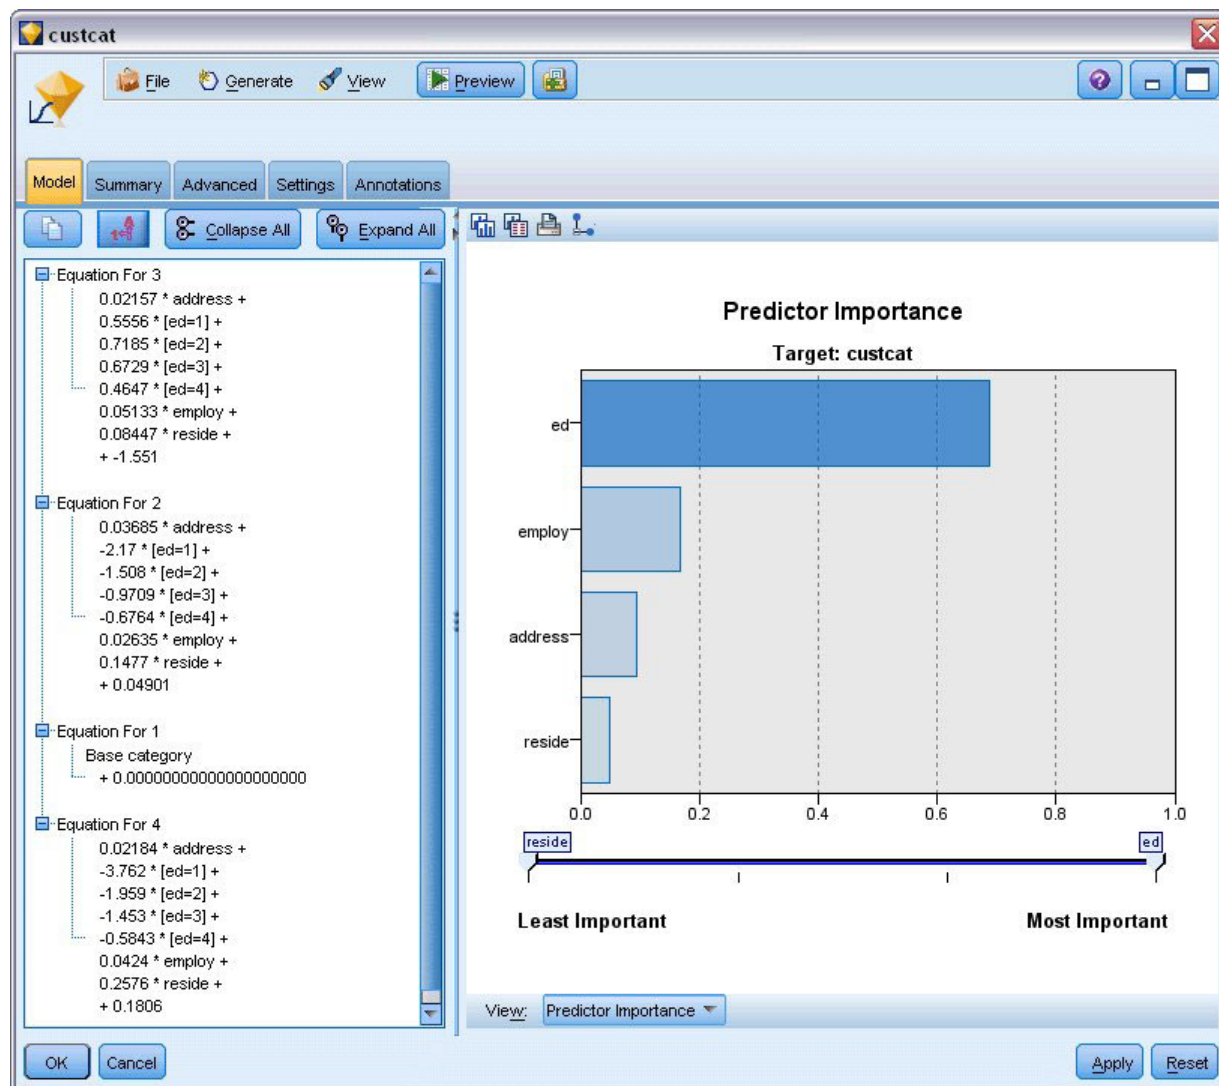 custcat
File Generate View Preview
Model Summary Advanced Settings Annotations
Collapse All Expand All
Equation For 3
0.02157 * address +
0.5556 * [ed=1] +
0.7185 * [ed=2] +
0.6729 * [ed=3] +
0.4647 * [ed=4] +
0.05133 * employ +
0.08447 * reside +
+ -1.551
Equation For 2
0.03685 * address +
-2.17 * [ed=1] +
-1.508 * [ed=2] +
-0.9709 * [ed=3] +
-0.6764 * [ed=4] +
0.02635 * employ +
0.1477 * reside +
+ 0.04901
Equation For 1
Base category
+ 0.00000000000000000000
Equation For 4
0.02184 * address +
-3.762 * [ed=1] +
-1.959 * [ed=2] +
-1.453 * [ed=3] +
-0.5843 * [ed=4] +
0.0424 * employ +
0.2576 * reside +
+ 0.1806
Predictor Importance
Target: custcat
ed
employ
address
reside
0.0 0.2 0.4 0.6 0.8 1.0
reside ed
Least Important Most Important
View: Predictor Importance
OK Cancel Apply Reset